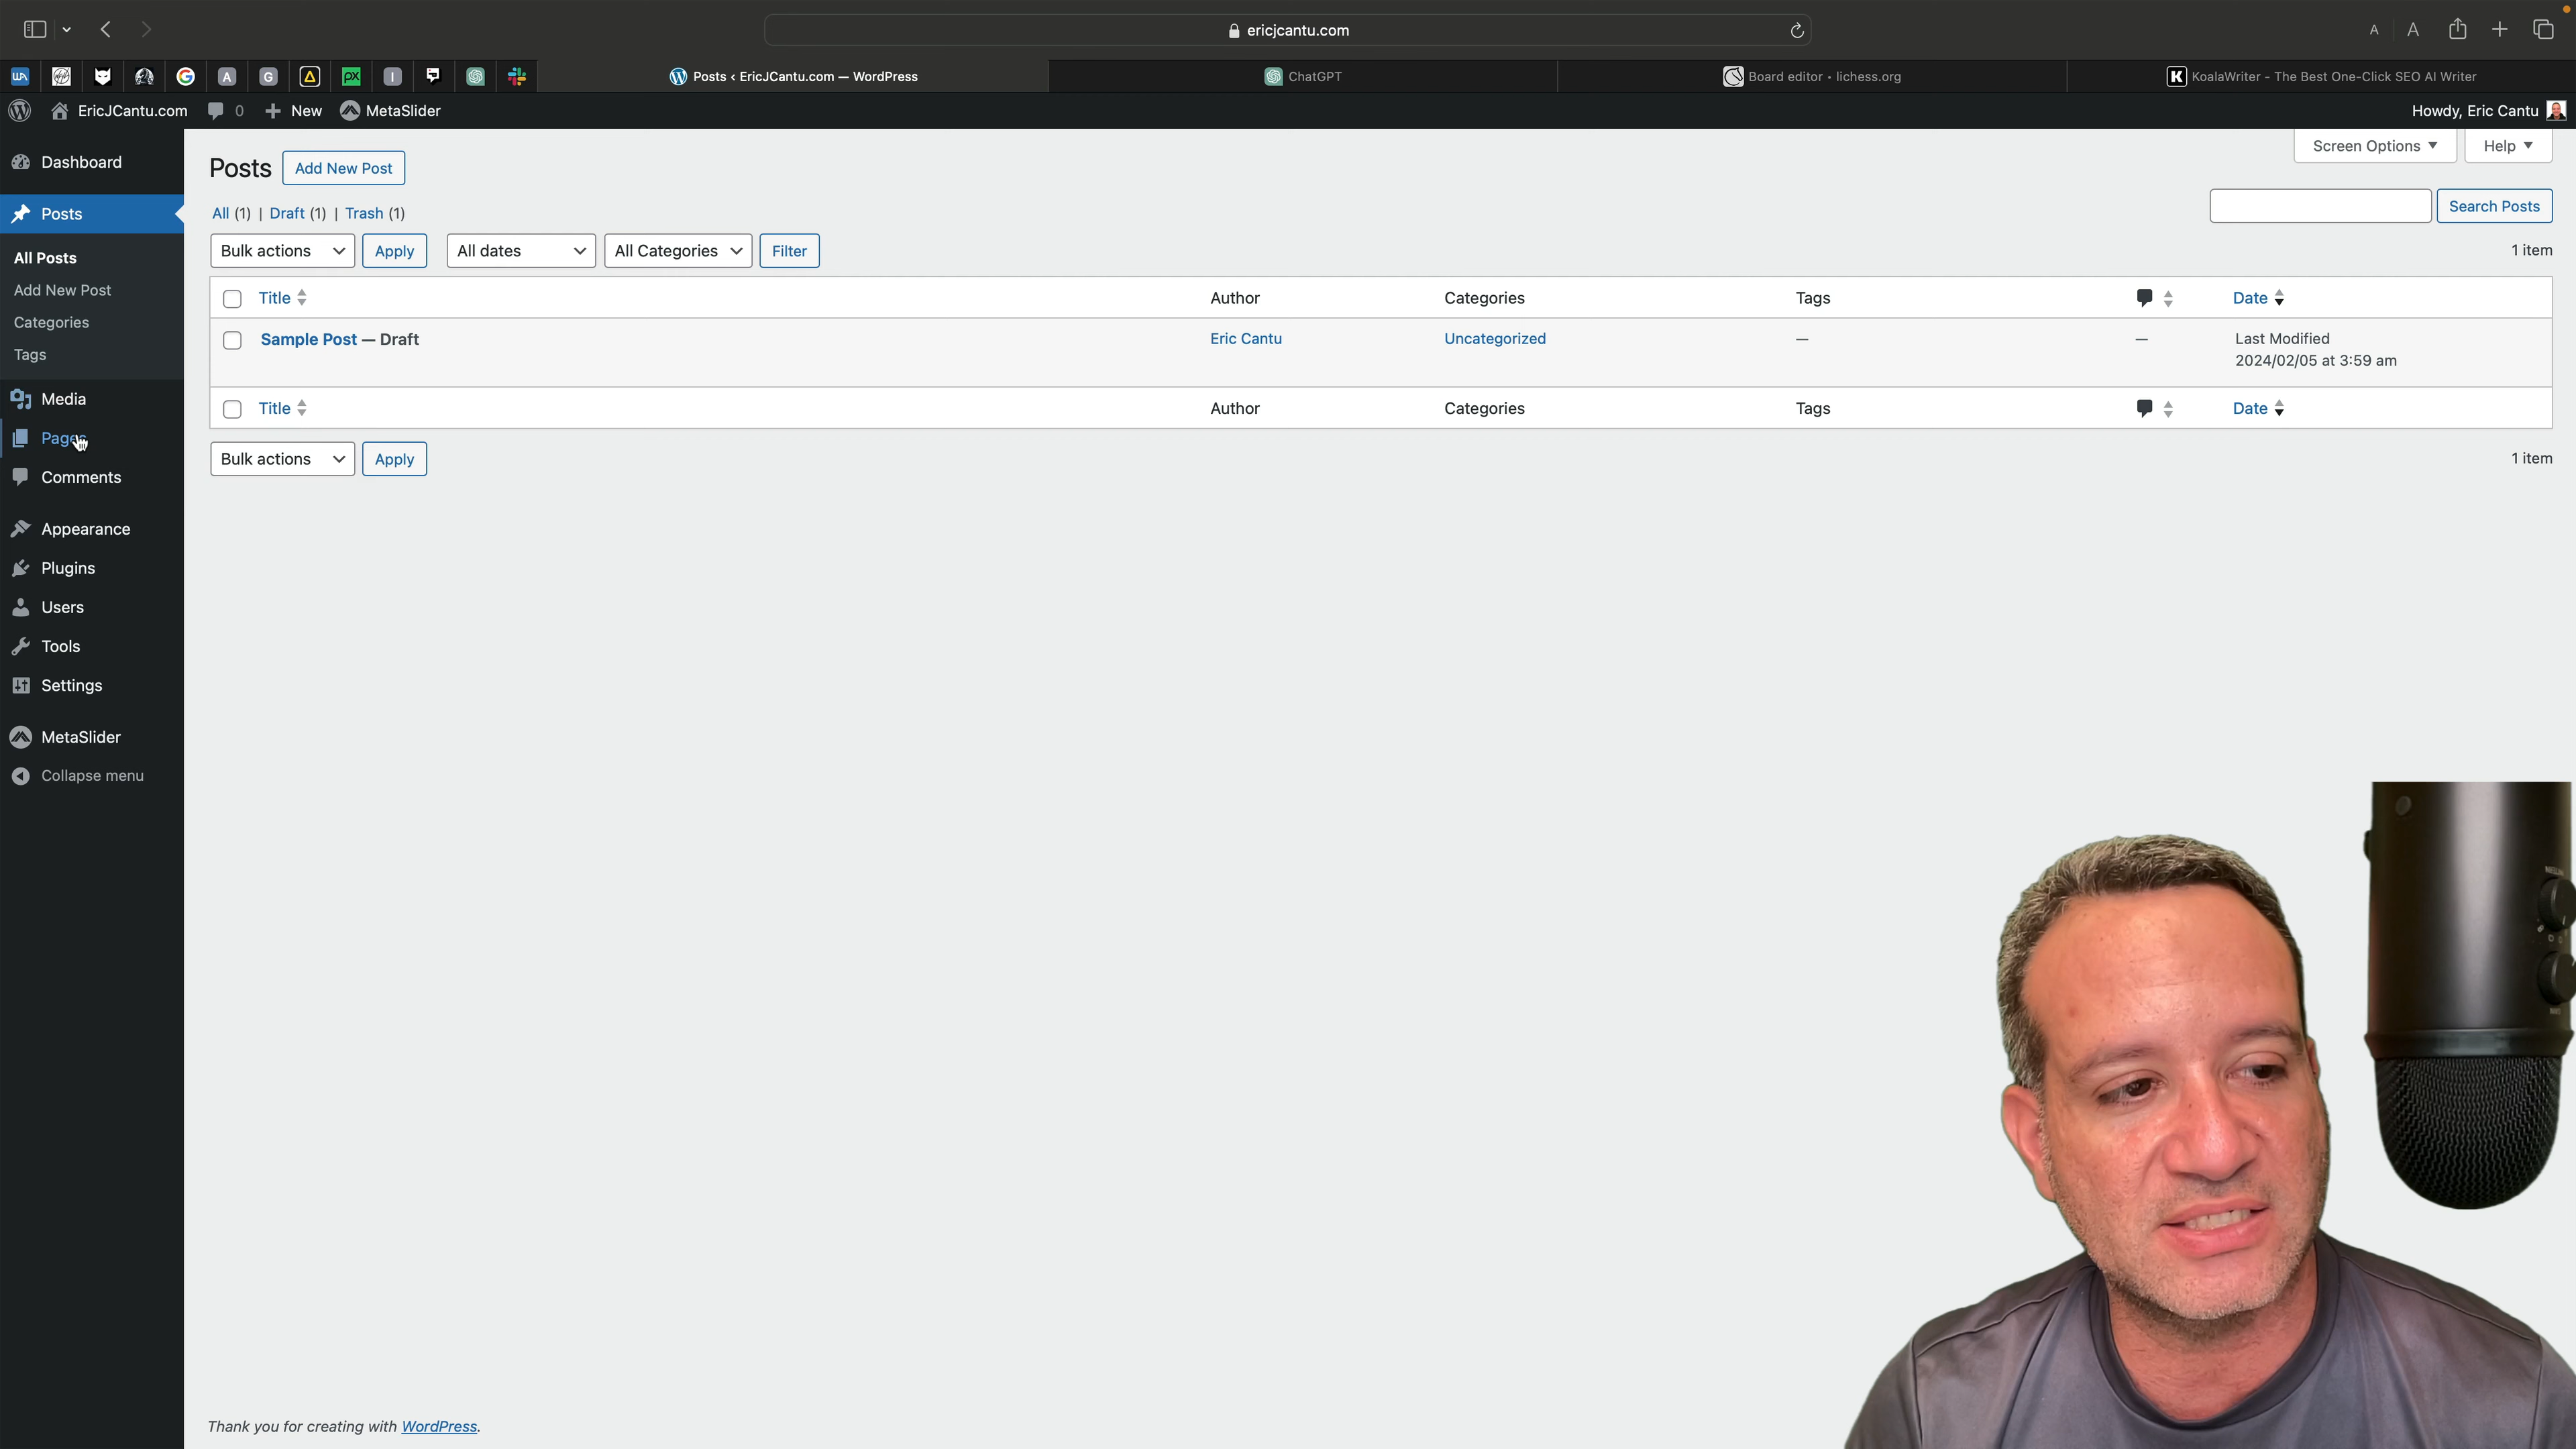 ericjcantu.com
A A
Posts ‹ EricJCantu.com — WordPress
ChatGPT
Board editor • lichess.org
KoalaWriter - The Best One-Click SEO AI Writer
EricJCantu.com 0 New MetaSlider
Howdy, Eric Cantu
Dashboard
Posts
All Posts
Add New Post
Categories
Tags
Media
Pages
Comments
Appearance
Plugins
Users
Tools
Settings
MetaSlider
Collapse menu
Posts Add New Post
Screen Options Help
All (1) | Draft (1) | Trash (1)
Search Posts
Bulk actions Apply All dates All Categories Filter
1 item
Title Author Categories Tags Date
Sample Post — Draft Eric Cantu Uncategorized — — Last Modified
2024/02/05 at 3:59 am
Title Author Categories Tags Date
Bulk actions Apply
1 item
Thank you for creating with WordPress.